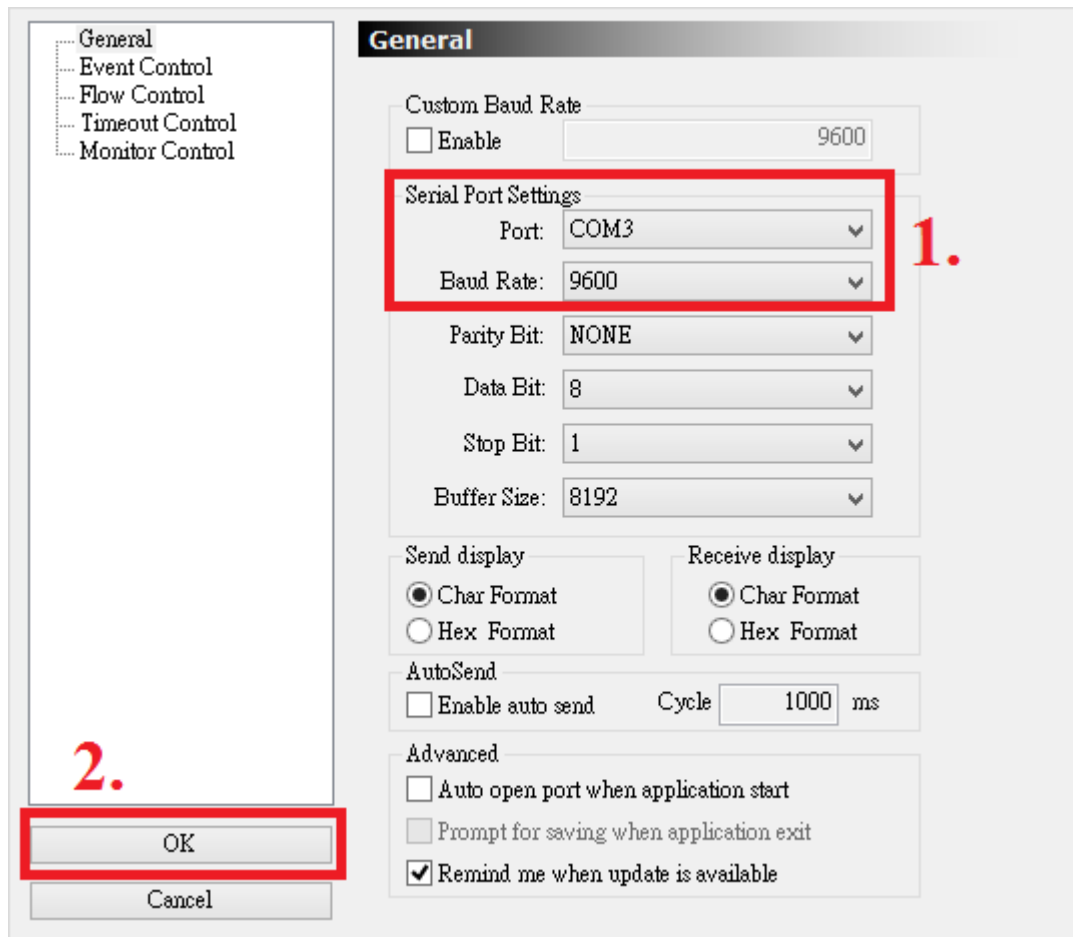 General
Event Control
Flow Control
Timeout Control
Monitor Control
General
Custom Baud Rate
Enable 9600
Serial Port Settings
Port: COM3
1.
Baud Rate: 9600
Parity Bit: NONE
Data Bit: 8
Stop Bit: 1
Buffer Size: 8192
Send display
Char Format
Hex Format
Receive display
Char Format
Hex Format
AutoSend
Enable auto send Cycle 1000 ms
Advanced
Auto open port when application start
Prompt for saving when application exit
Remind me when update is available
2.
OK
Cancel